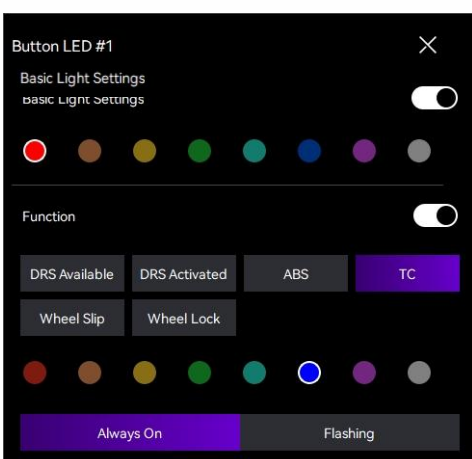 Button LED #1
Basic Light Settings
Basic Light Settings
Function
DRS Available DRS Activated ABS TC
Wheel Slip Wheel Lock
Always On Flashing